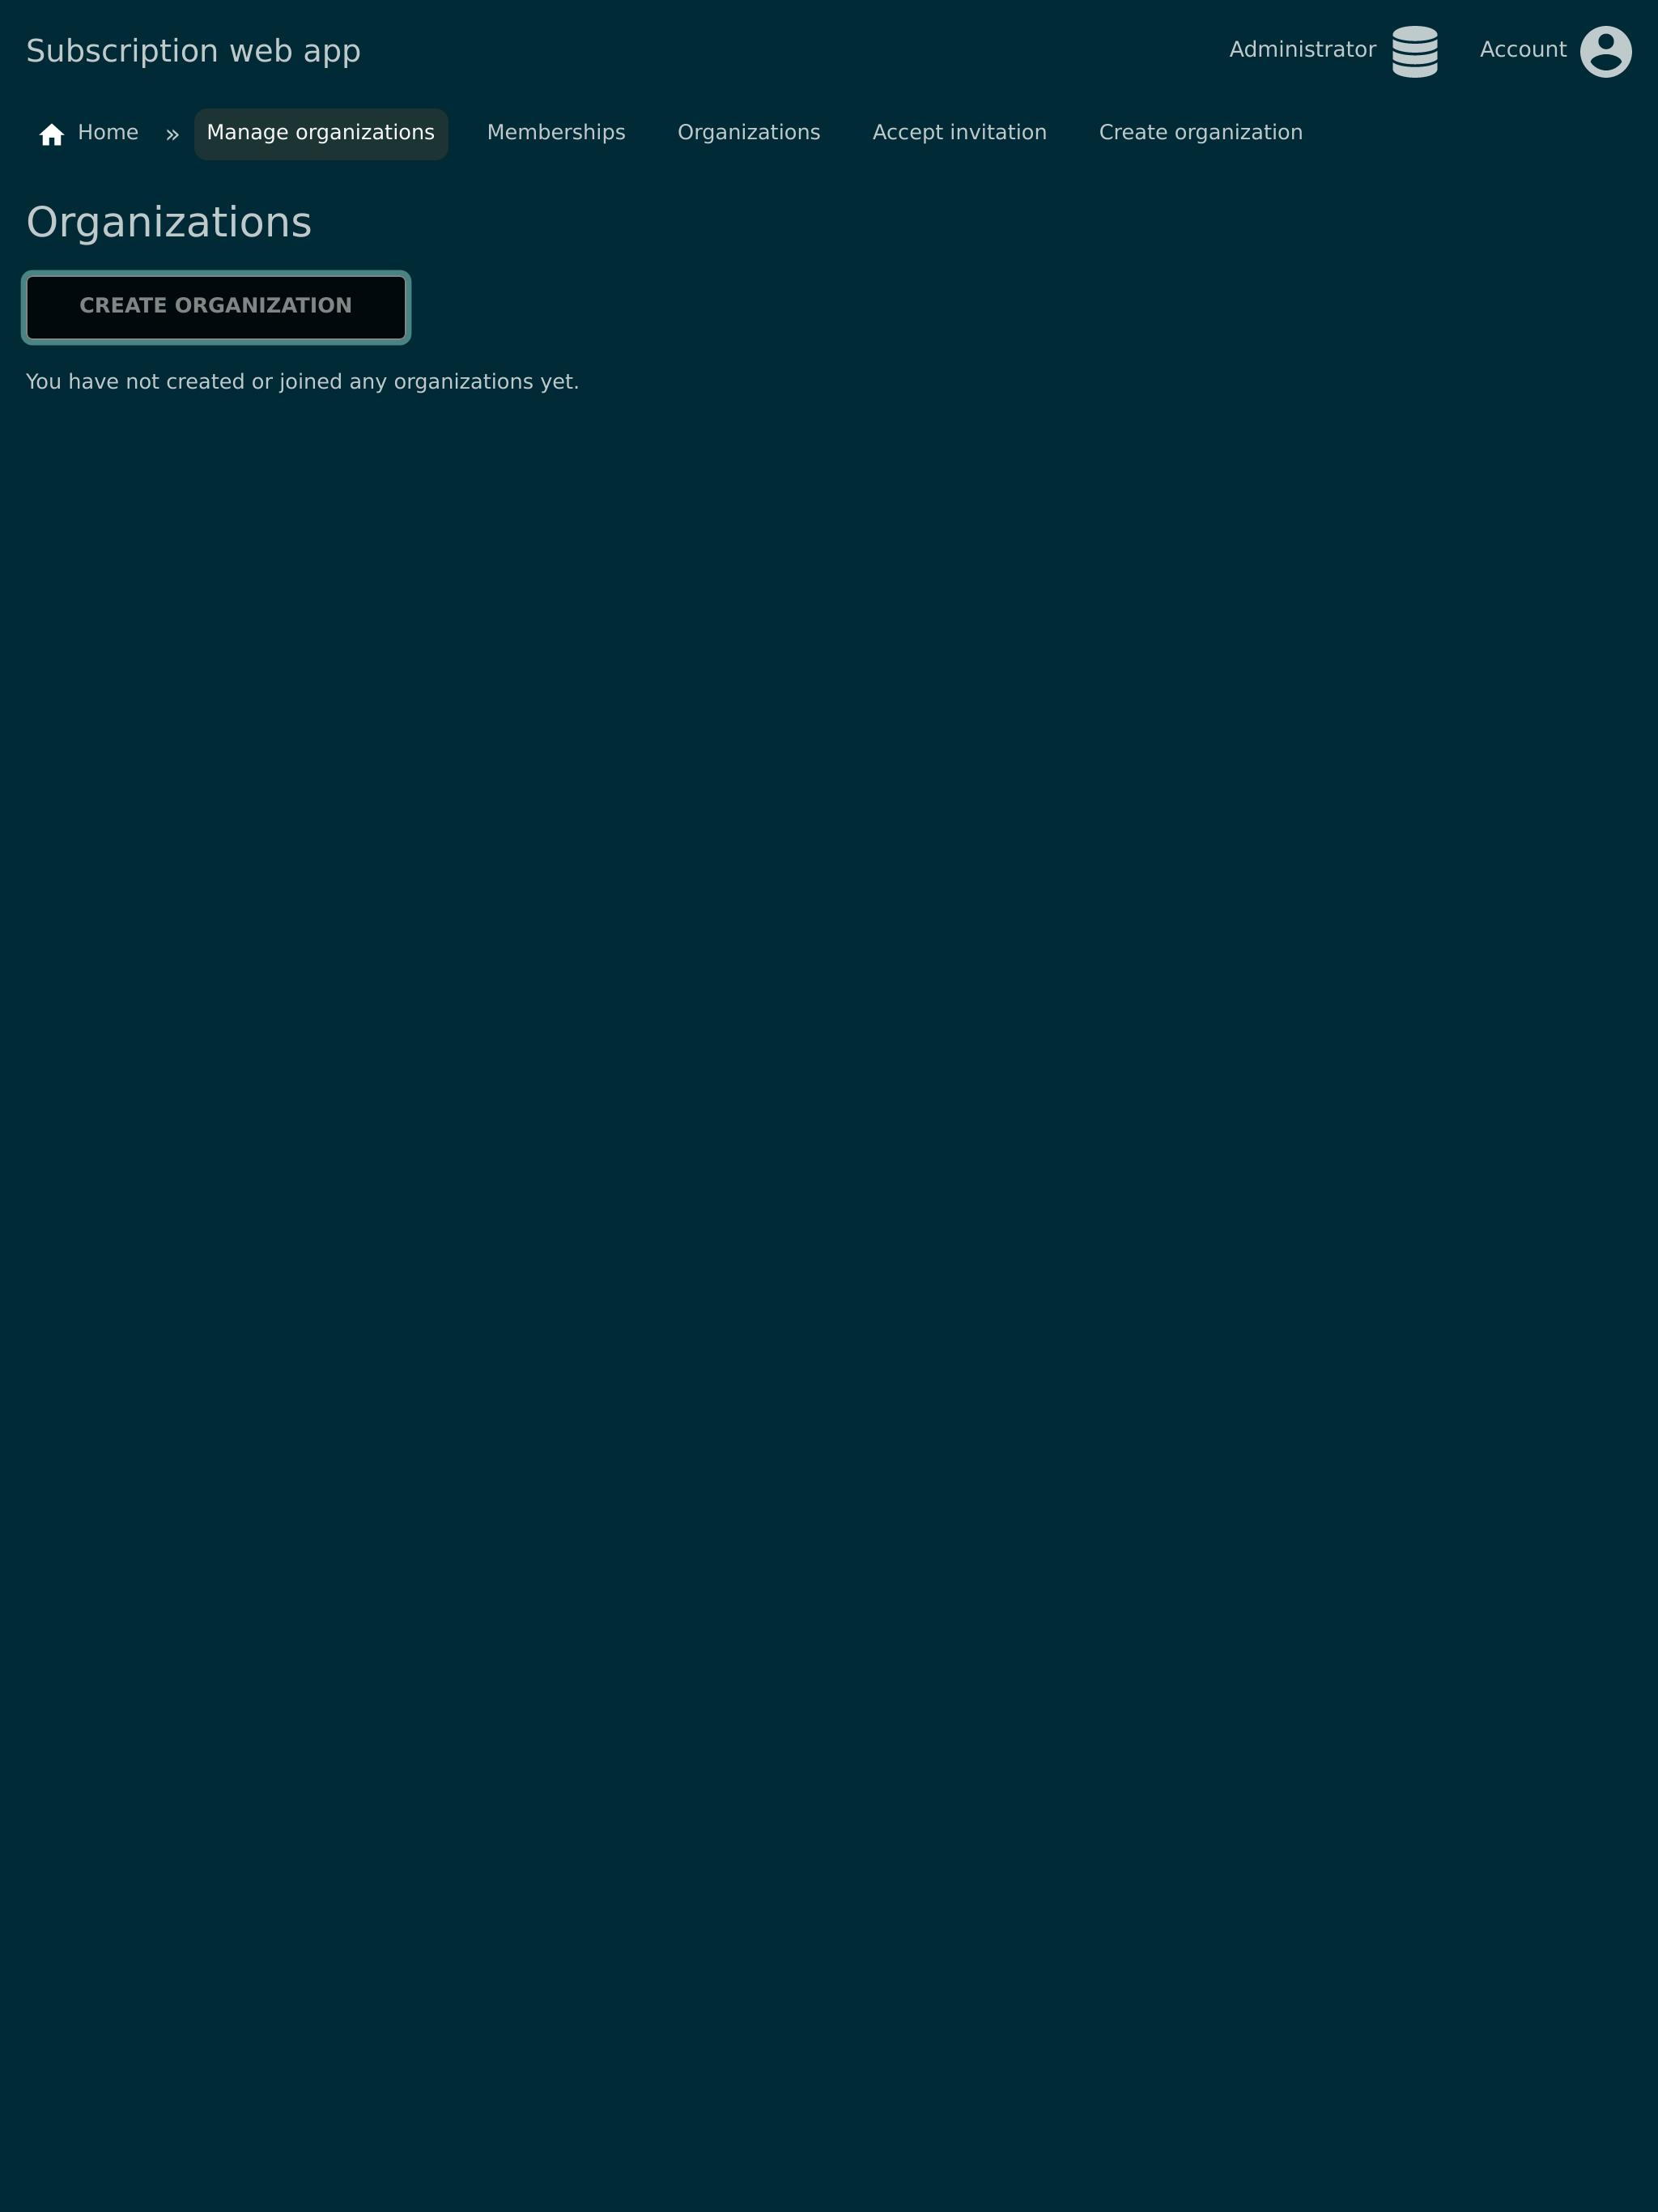 Subscription web app
Administrator
Account
Home » Manage organizations Memberships Organizations Accept invitation Create organization
Organizations
CREATE ORGANIZATION
You have not created or joined any organizations yet.